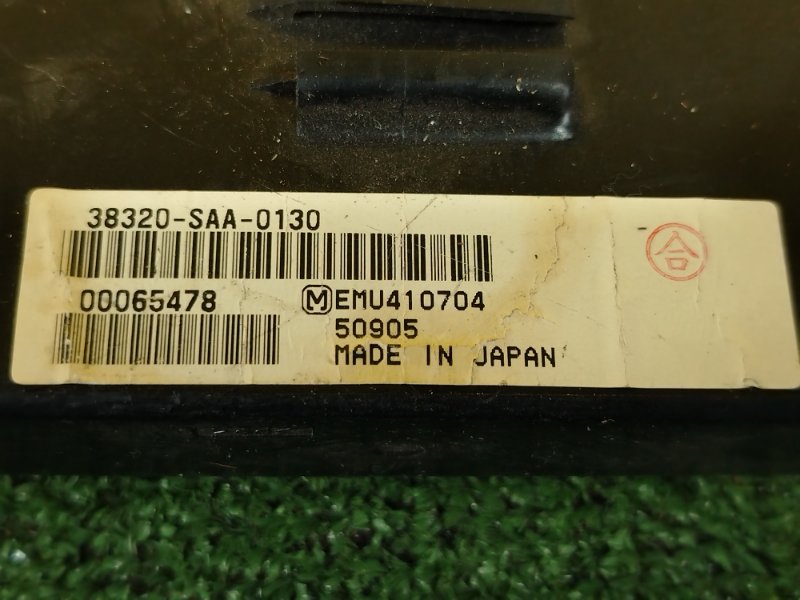 38320-SAA-0130
00065478 MEMU410704
50905
MADE IN JAPAN
合